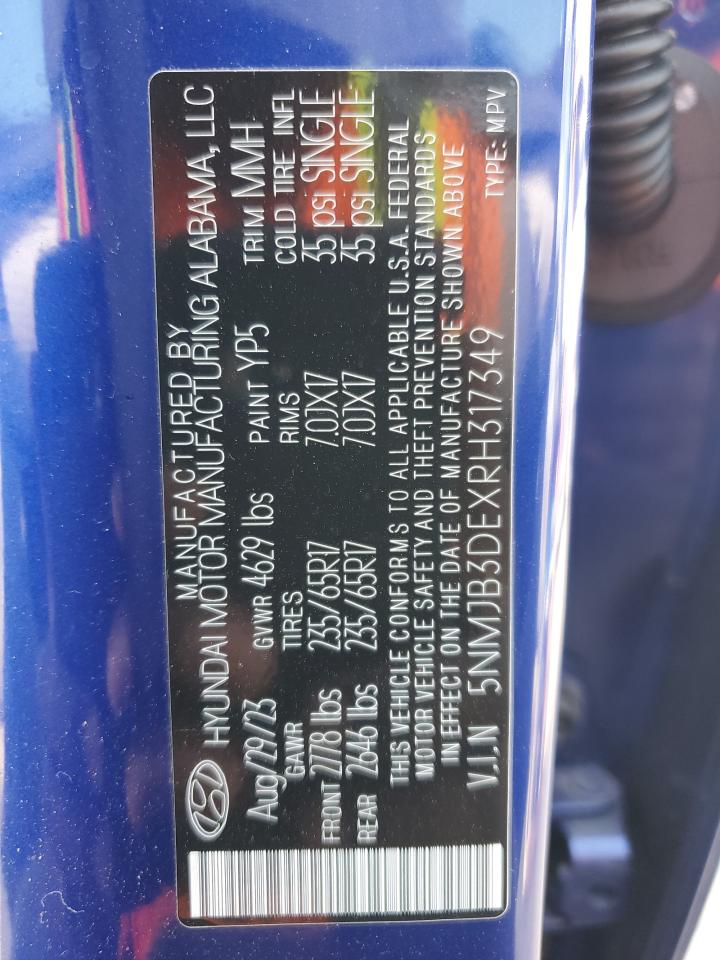 MANUFACTURED BY
HYUNDAI MOTOR MANUFACTURING ALABAMA, LLC
Aug/29/23 GVWR 4629 lbs PAINT YP5 TRIM MMH
GAWR TIRES RIMS COLD TIRE INFL
FRONT 2778 lbs 235/65R17 7.0JX17 35 psi SINGLE
REAR 2646 lbs 235/65R17 7.0JX17 35 psi SINGLE
THIS VEHICLE CONFORMS TO ALL APPLICABLE U.S.A. FEDERAL
MOTOR VEHICLE SAFETY AND THEFT PREVENTION STANDARDS
IN EFFECT ON THE DATE OF MANUFACTURE SHOWN ABOVE
V.I.N 5NMJB3DEXRH317349 TYPE: MPV